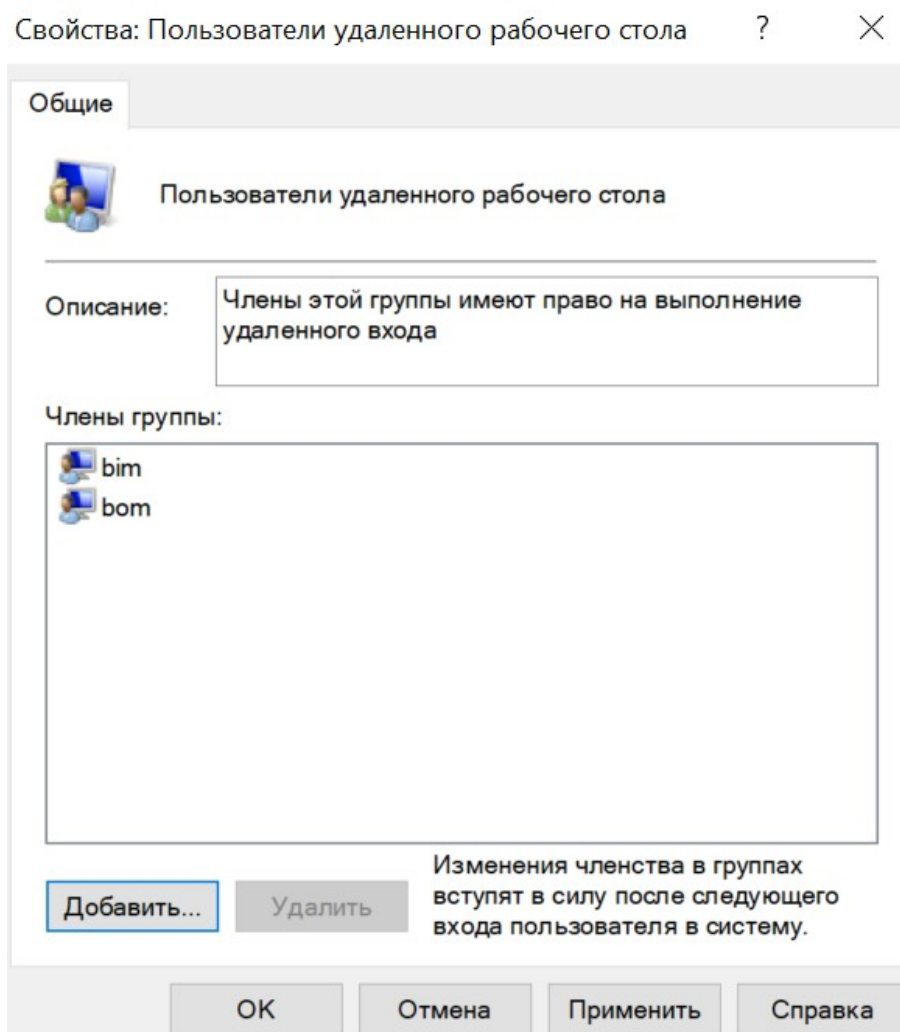 Свойства: Пользователи удаленного рабочего стола ?
Общие
Пользователи удаленного рабочего стола
Описание:
Члены этой группы имеют право на выполнение
удаленного входа
Члены группы:
bim
bom
Добавить...
Удалить
Изменения членства в группах
вступят в силу после следующего
входа пользователя в систему.
OK
Отмена
Применить
Справка